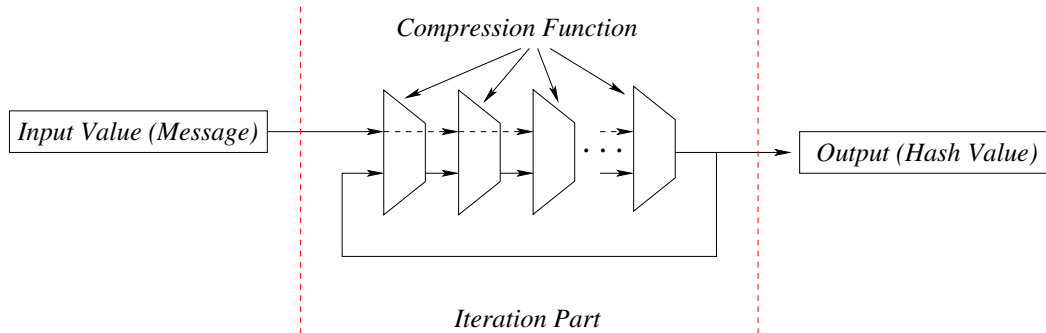 Compression Function
Input Value (Message)
Output (Hash Value)
Iteration Part